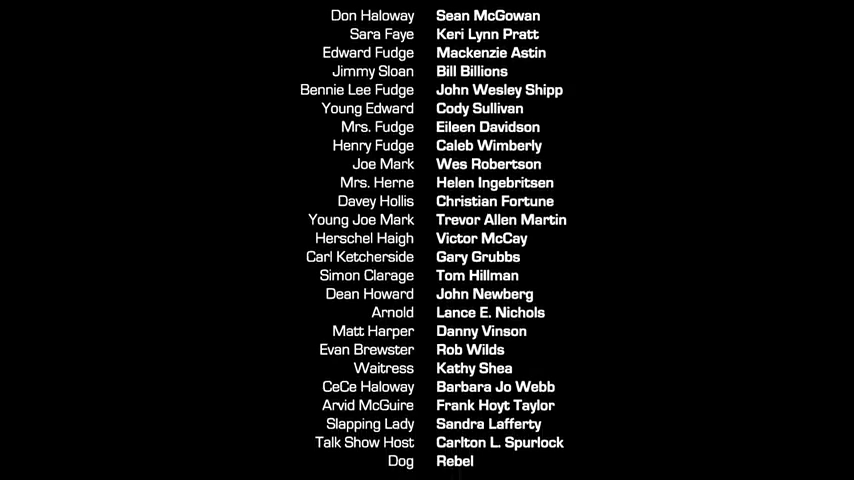 Don Haloway Sean McGowan
Sara Faye Keri Lynn Pratt
Edward Fudge Mackenzie Astin
Jimmy Sloan Bill Billions
Bennie Lee Fudge John Wesley Shipp
Young Edward Cody Sullivan
Mrs. Fudge Eileen Davidson
Henry Fudge Caleb Wimberly
Joe Mark Wes Robertson
Mrs. Herne Helen Ingebritsen
Davey Hollis Christian Fortune
Young Joe Mark Trevor Allen Martin
Herschel Haigh Victor McCay
Carl Ketcherside Gary Grubbs
Simon Clarage Tom Hillman
Dean Howard John Newberg
Arnold Lance E. Nichols
Matt Harper Danny Vinson
Evan Brewster Rob Wilds
Waitress Kathy Shea
CeCe Haloway Barbara Jo Webb
Arvid McGuire Frank Hoyt Taylor
Slapping Lady Sandra Lafferty
Talk Show Host Carlton L. Spurlock
Dog Rebel